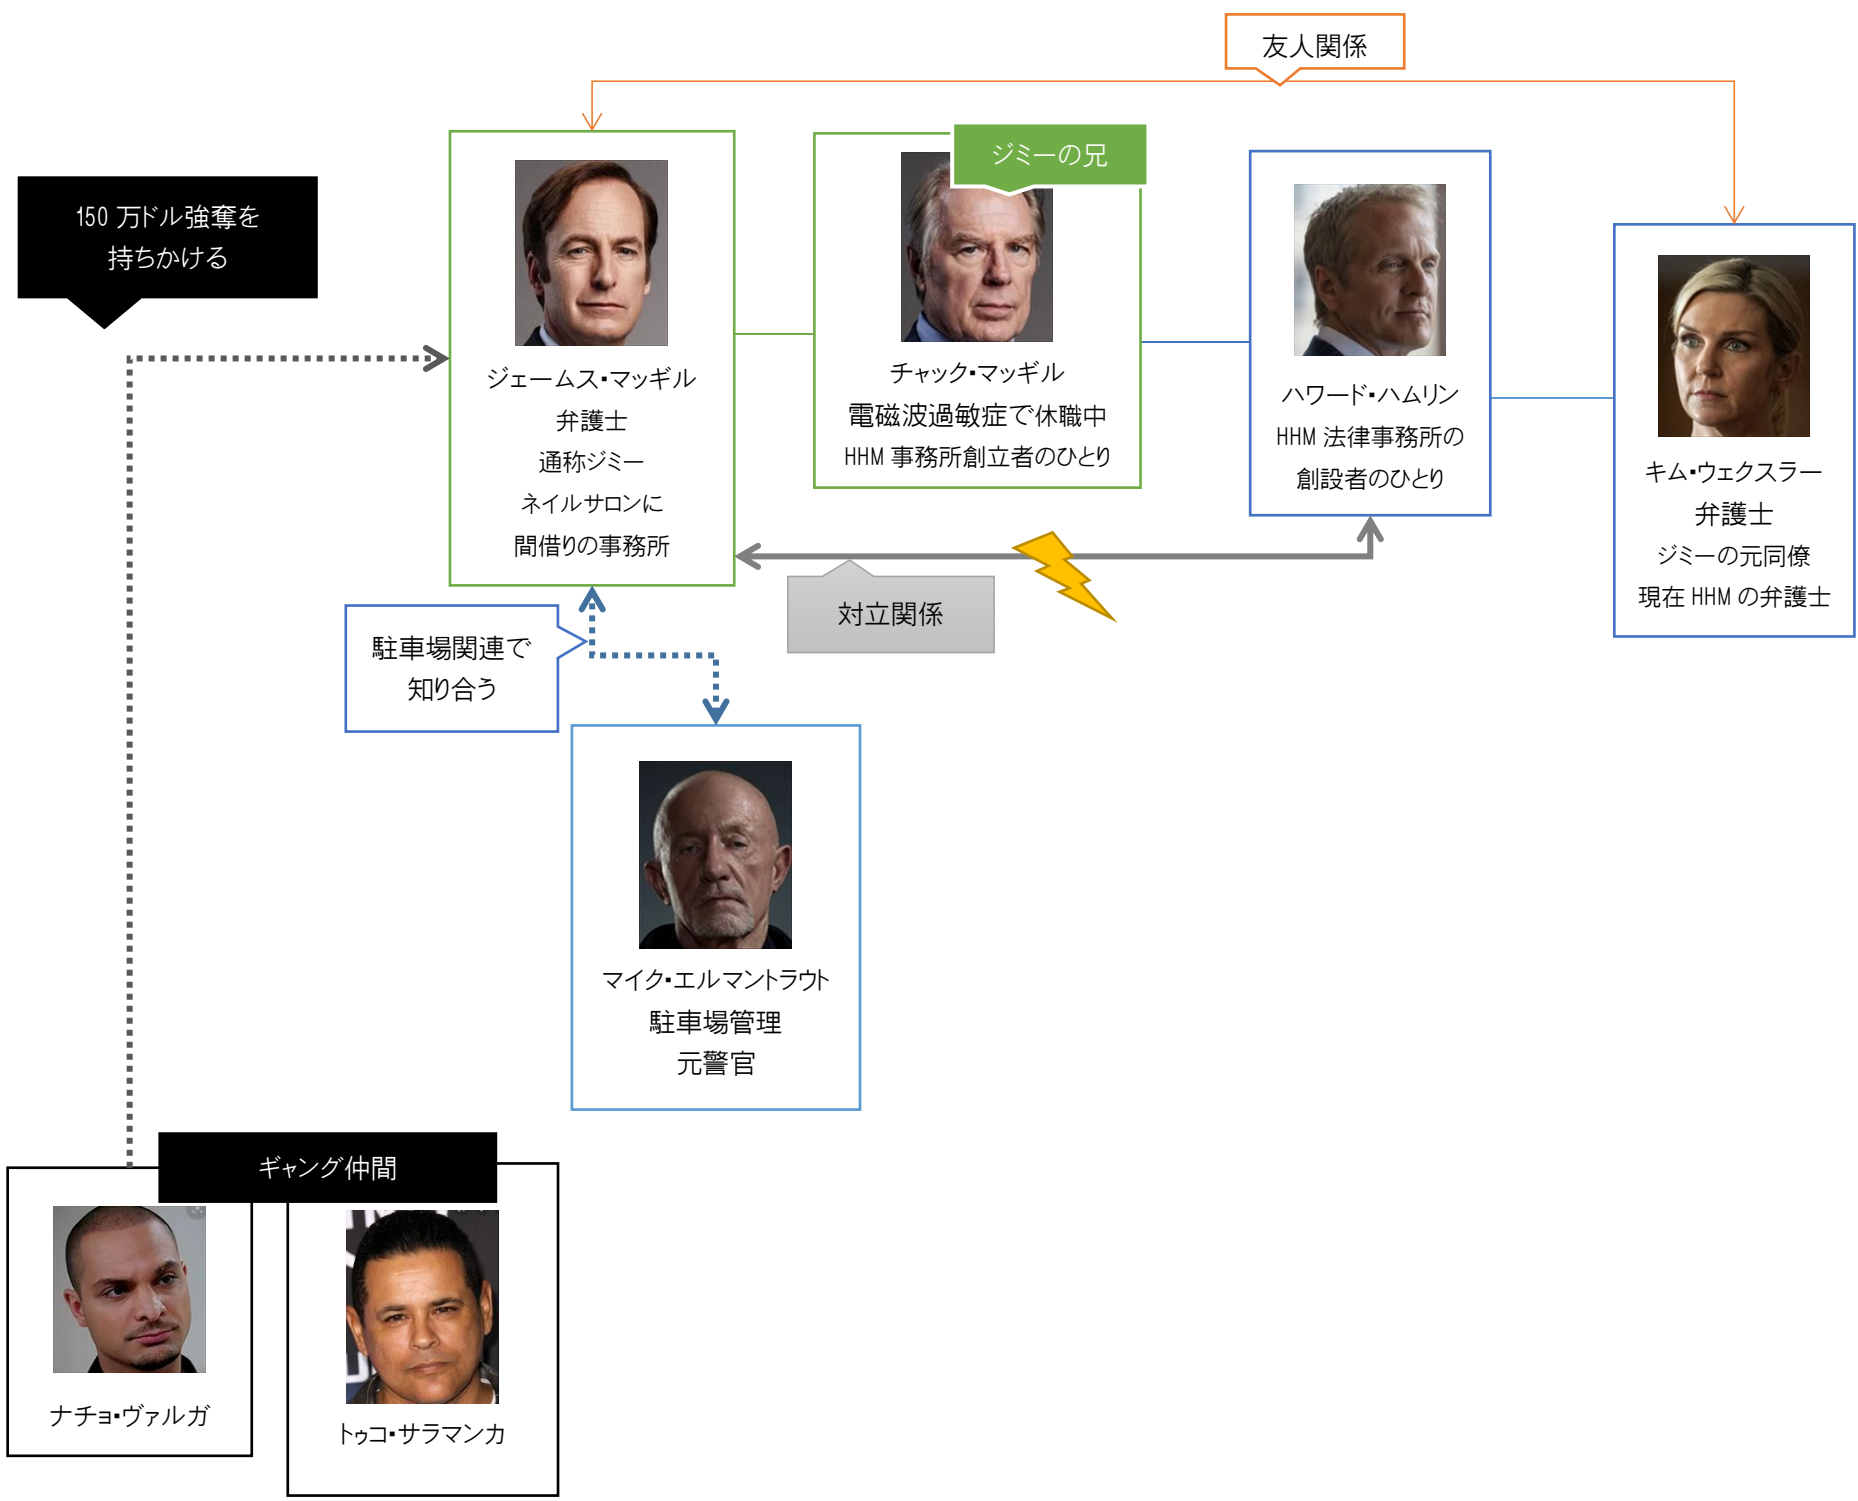 友人関係
ジミーの兄
150 万ドル強奪を
持ちかける
ジェームス・マッギル
弁護士
通称ジミー
ネイルサロンに
間借りの事務所
チャック・マッギル
電磁波過敏症で休職中
HHM 事務所創立者のひとり
ハワード・ハムリン
HHM 法律事務所の
創設者のひとり
キム・ウェクスラー
弁護士
ジミーの元同僚
現在 HHM の弁護士
対立関係
駐車場関連で
知り合う
マイク・エルマントラウト
駐車場管理
元警官
ギャング仲間
ナチョ・ヴァルガ
トゥコ・サラマンカ